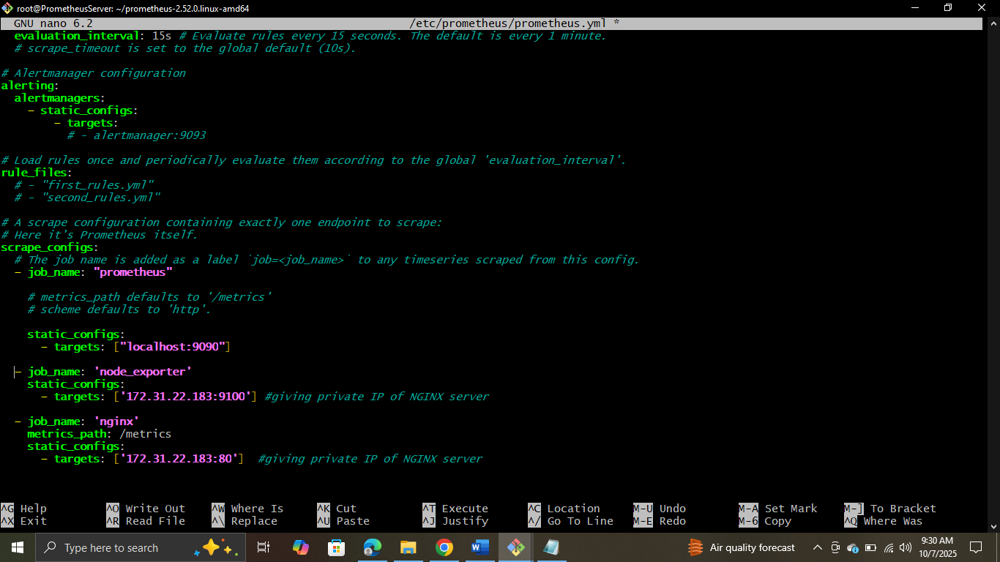 root@PrometheusServer: ~/prometheus-2.52.0.linux-amd64
GNU nano 6.2 /etc/prometheus/prometheus.yml *
evaluation_interval: 15s # Evaluate rules every 15 seconds. The default is every 1 minute.
# scrape_timeout is set to the global default (10s).
# Alertmanager configuration
alerting:
alertmanagers:
- static_configs:
- targets:
# - alertmanager:9093
# Load rules once and periodically evaluate them according to the global 'evaluation_interval'.
rule_files:
# - "first_rules.yml"
# - "second_rules.yml"
# A scrape configuration containing exactly one endpoint to scrape:
# Here it's Prometheus itself.
scrape_configs:
# The job name is added as a label `job=<job_name>` to any timeseries scraped from this config.
- job_name: "prometheus"
# metrics_path defaults to '/metrics'
# scheme defaults to 'http'.
static_configs:
- targets: ["localhost:9090"]
- job_name: 'node_exporter'
static_configs:
- targets: ['172.31.22.183:9100'] #giving private IP of NGINX server
- job_name: 'nginx'
metrics_path: /metrics
static_configs:
- targets: ['172.31.22.183:80'] #giving private IP of NGINX server
^G Help ^O Write Out ^W Where Is ^K Cut ^T Execute ^C Location M-U Undo M-A Set Mark M-] To Bracket
^X Exit ^R Read File ^\ Replace ^U Paste ^J Justify ^/ Go To Line M-E Redo M-6 Copy ^Q Where Was
Type here to search Air quality forecast 9:30 AM
10/7/2025